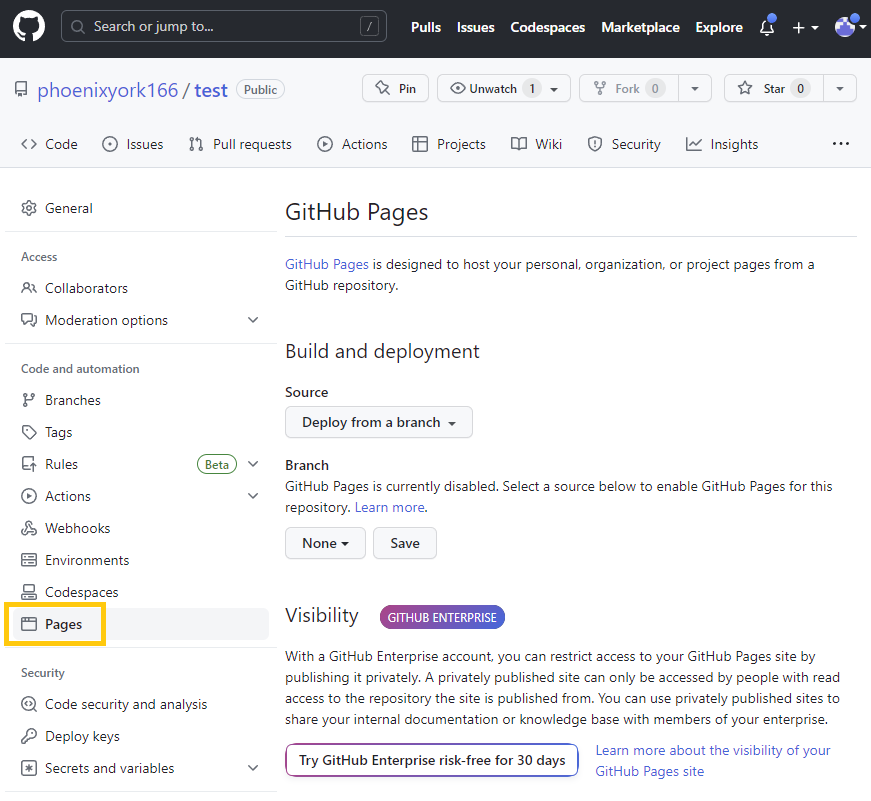 Search or jump to... /
Pulls Issues Codespaces Marketplace Explore
phoenixyork166 / test Public
Pin Unwatch 1 Fork 0 Star 0
Code Issues Pull requests Actions Projects Wiki Security Insights
General
Access
Collaborators
Moderation options
Code and automation
Branches
Tags
Rules Beta
Actions
Webhooks
Environments
Codespaces
Pages
Security
Code security and analysis
Deploy keys
Secrets and variables
GitHub Pages
GitHub Pages is designed to host your personal, organization, or project pages from a
GitHub repository.
Build and deployment
Source
Deploy from a branch
Branch
GitHub Pages is currently disabled. Select a source below to enable GitHub Pages for this
repository. Learn more.
None Save
Visibility GITHUB ENTERPRISE
With a GitHub Enterprise account, you can restrict access to your GitHub Pages site by
publishing it privately. A privately published site can only be accessed by people with read
access to the repository the site is published from. You can use privately published sites to
share your internal documentation or knowledge base with members of your enterprise.
Try GitHub Enterprise risk-free for 30 days
Learn more about the visibility of your
GitHub Pages site